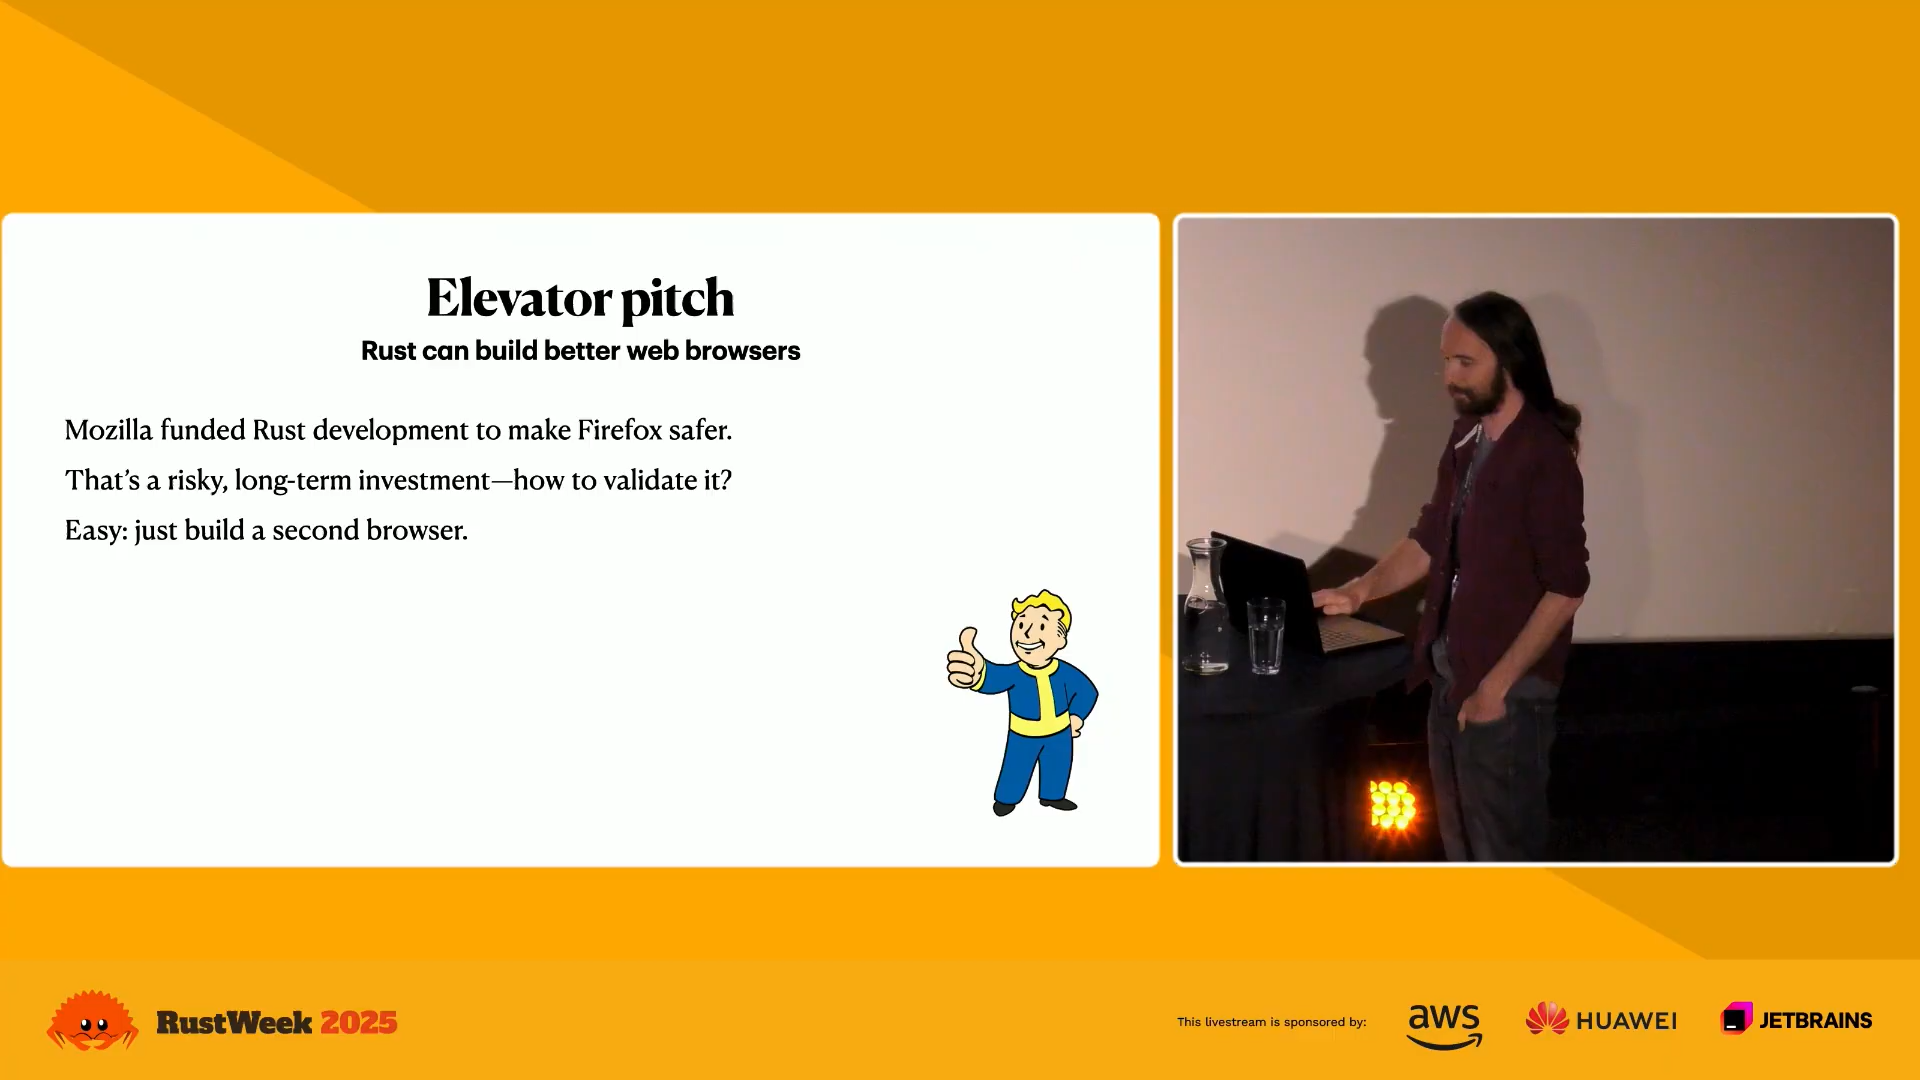 Elevator pitch
Rust can build better web browsers
Mozilla funded Rust development to make Firefox safer.
That’s a risky, long-term investment—how to validate it?
Easy: just build a second browser.
RustWeek 2025
This livestream is sponsored by:
aws
HUAWEI
JETBRAINS